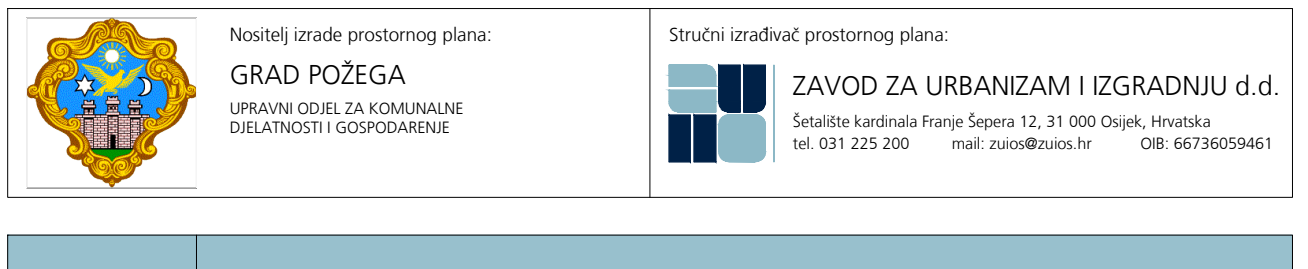 Nositelj izrade prostornog plana:
GRAD POŽEGA
UPRAVNI ODJEL ZA KOMUNALNE
DJELATNOSTI I GOSPODARENJE
Stručni izrađivač prostornog plana:
ZAVOD ZA URBANIZAM I IZGRADNJU d.d.
Šetalište kardinala Franje Šepera 12, 31 000 Osijek, Hrvatska
tel. 031 225 200 mail: zuios@zuios.hr OIB: 66736059461